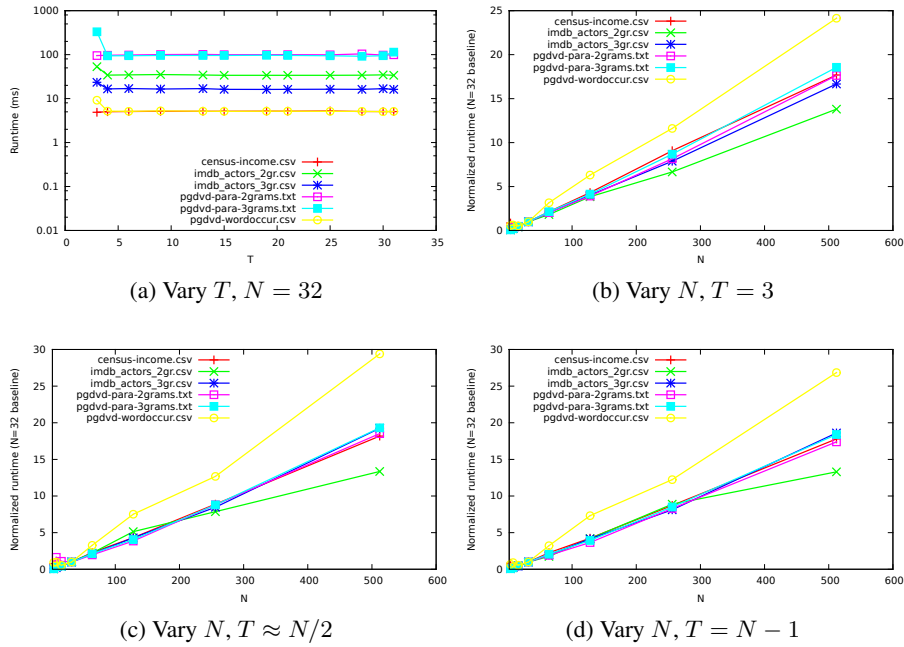 1000
100
10
1
0.1
0.01
Runtime (ms)
0 5 10 15 20 25 30 35
T
census-income.csv
imdb_actors_2gr.csv
imdb_actors_3gr.csv
pgdvd-para-2grams.txt
pgdvd-para-3grams.txt
pgdvd-wordoccur.csv
(a) Vary T, N = 32
25
20
15
10
5
0
Normalized runtime (N=32 baseline)
0 100 200 300 400 500 600
N
census-income.csv
imdb_actors_2gr.csv
imdb_actors_3gr.csv
pgdvd-para-2grams.txt
pgdvd-para-3grams.txt
pgdvd-wordoccur.csv
(b) Vary N, T = 3
30
25
20
15
10
5
0
Normalized runtime (N=32 baseline)
0 100 200 300 400 500 600
N
census-income.csv
imdb_actors_2gr.csv
imdb_actors_3gr.csv
pgdvd-para-2grams.txt
pgdvd-para-3grams.txt
pgdvd-wordoccur.csv
(c) Vary N, T ≈ N/2
30
25
20
15
10
5
0
Normalized runtime (N=32 baseline)
0 100 200 300 400 500 600
N
census-income.csv
imdb_actors_2gr.csv
imdb_actors_3gr.csv
pgdvd-para-2grams.txt
pgdvd-para-3grams.txt
pgdvd-wordoccur.csv
(d) Vary N, T = N − 1